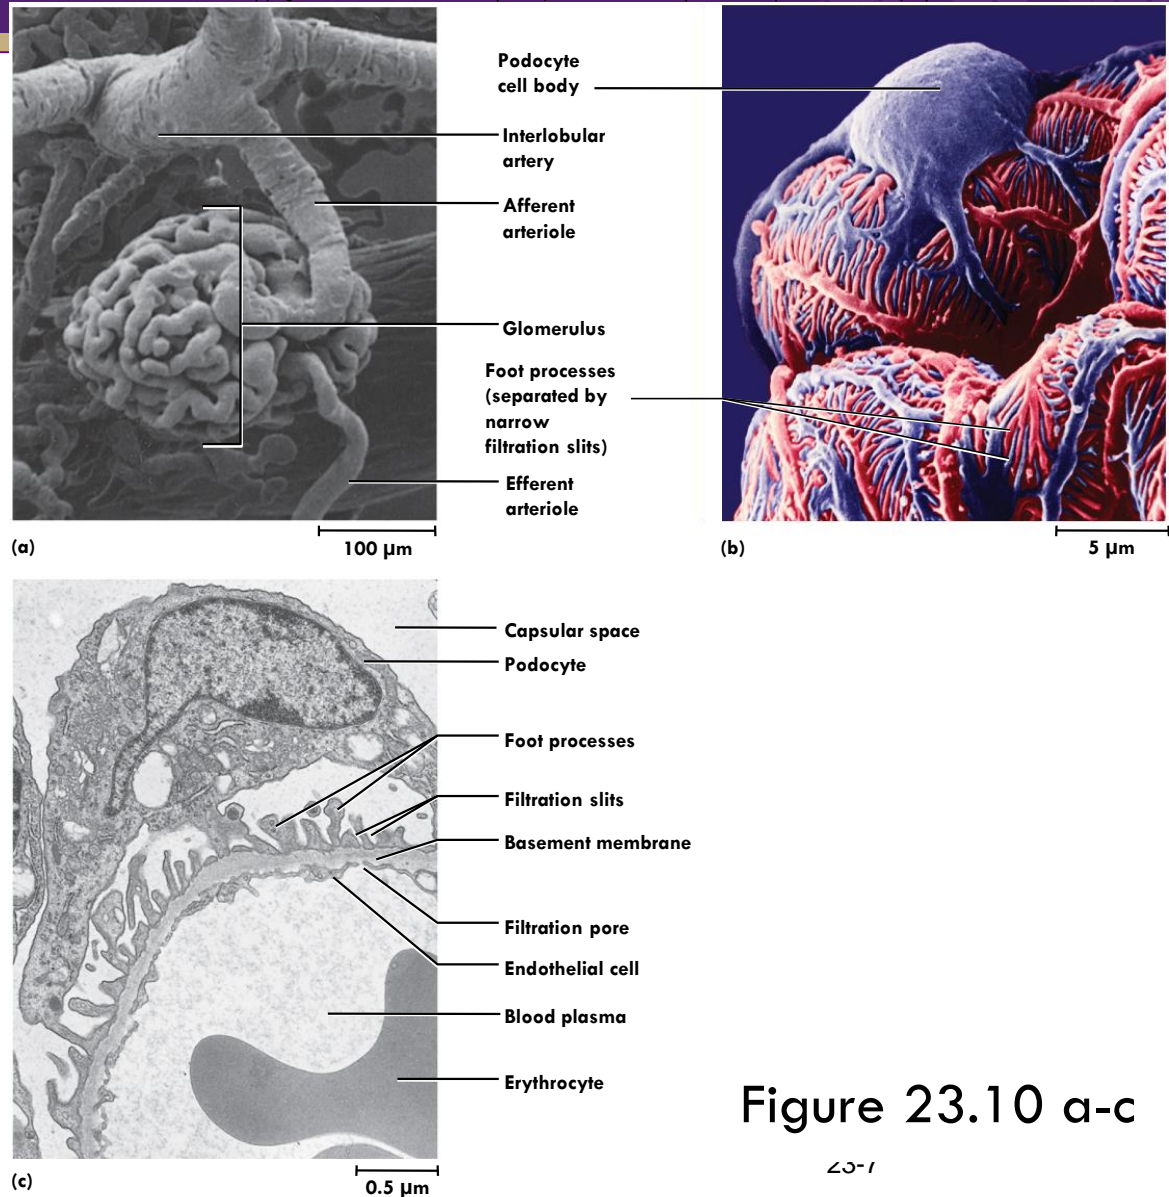 Podocyte
cell body
Interlobular
artery
Afferent
arteriole
Glomerulus
Foot processes
(separated by
narrow
filtration slits)
Efferent
arteriole
(a)
100 µm
(b)
5 µm
Capsular space
Podocyte
Foot processes
Filtration slits
Basement membrane
Filtration pore
Endothelial cell
Blood plasma
Erythrocyte
(c)
0.5 µm
Figure 23.10 a-c
23-7